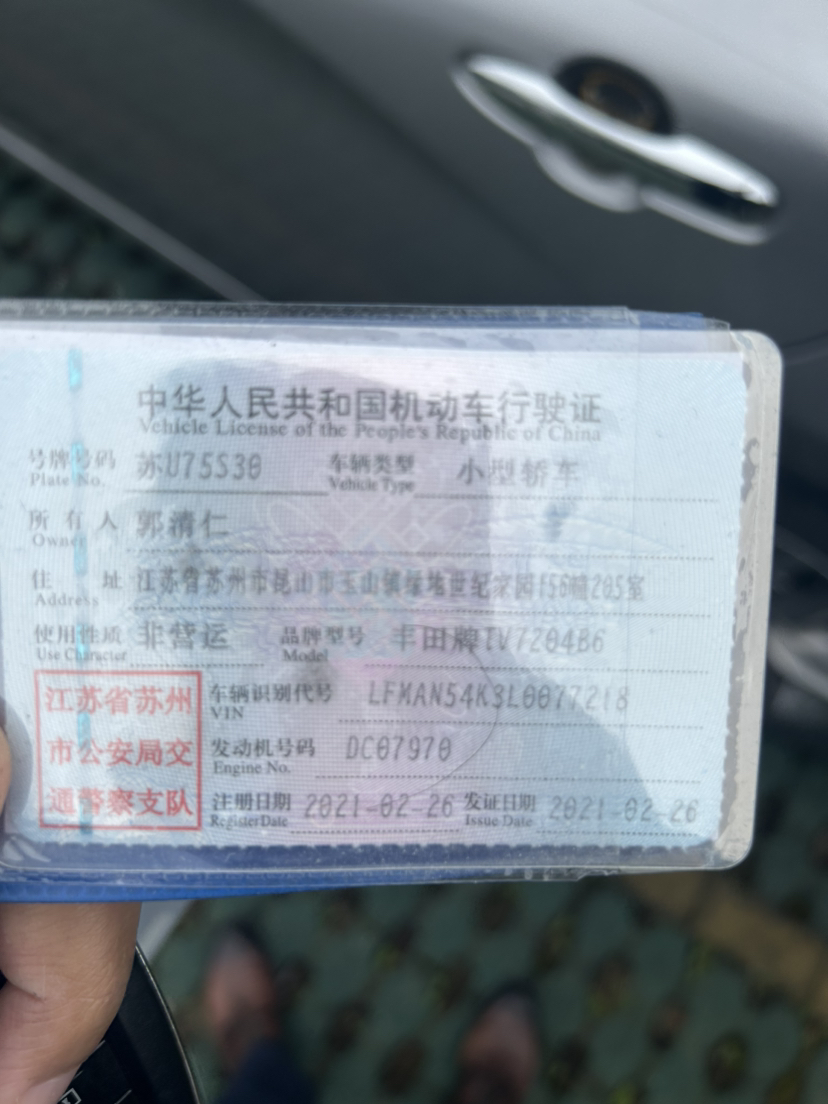 中华人民共和国机动车行驶证
Vehicle License of the People's Republic of China
号牌号码 苏U75S30 车辆类型 小型轿车
Plate No. Vehicle Type
所有人 郭清仁
Owner
住址 江苏省苏州市昆山市玉山镇绿地世纪家园156幢205室
Address
使用性质 非营运 品牌型号 丰田牌TV7204B6
Use Character Model
江苏省苏州
市公安局交
通警察支队
车辆识别代号 LFMAN54K3L0077218
VIN
发动机号码 DC07970
Engine No.
注册日期 2021-02-26 发证日期 2021-02-26
Register Date Issue Date